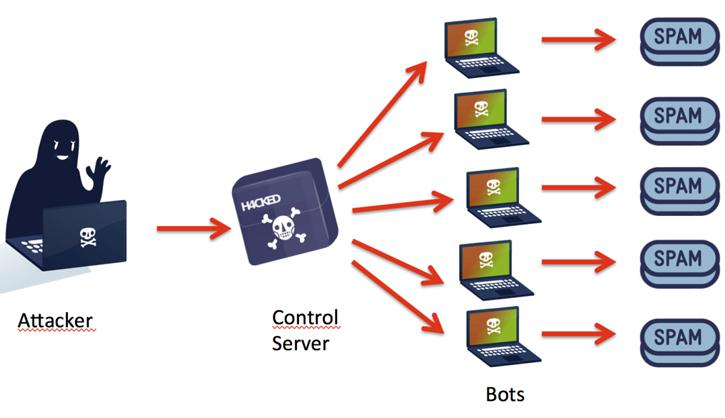 SPAM
SPAM
HACKED
SPAM
SPAM
Attacker
Control
Server
SPAM
Bots